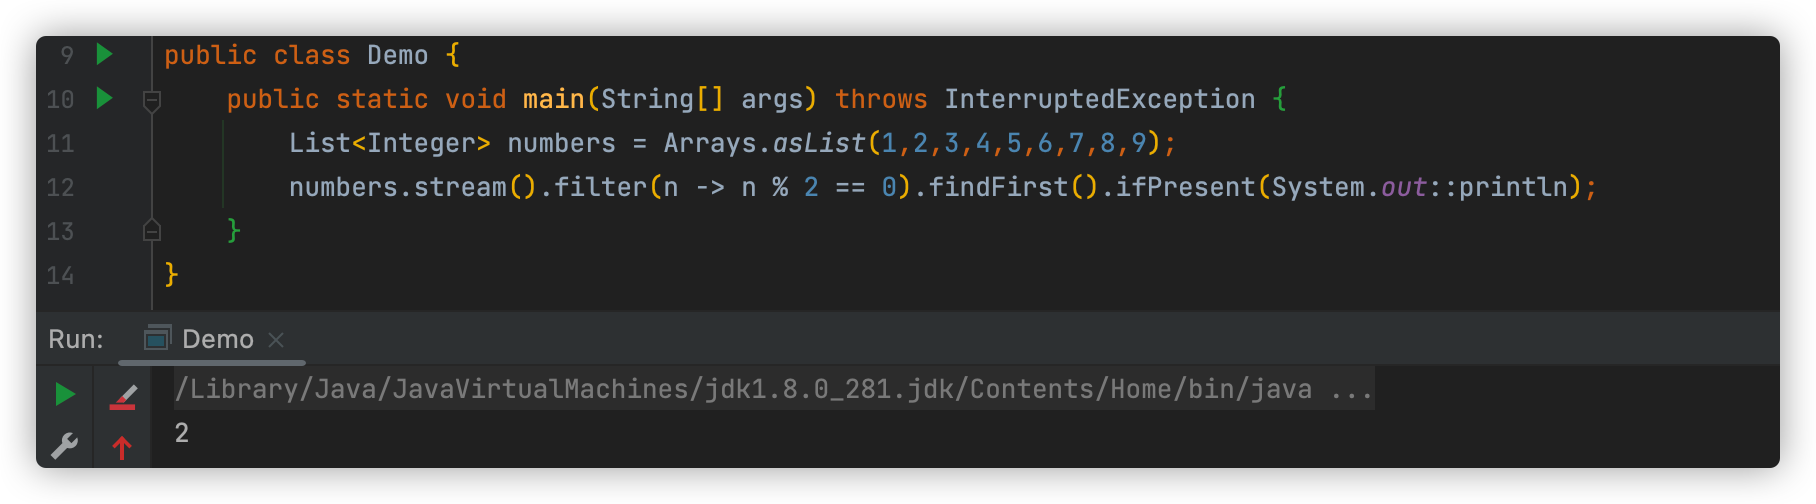 9 public class Demo {
10 public static void main(String[] args) throws InterruptedException {
11 List<Integer> numbers = Arrays.asList(1,2,3,4,5,6,7,8,9);
12 numbers.stream().filter(n -> n % 2 == 0).findFirst().ifPresent(System.out::println);
13 }
14 }
Run: Demo
/Library/Java/JavaVirtualMachines/jdk1.8.0_281.jdk/Contents/Home/bin/java ...
2